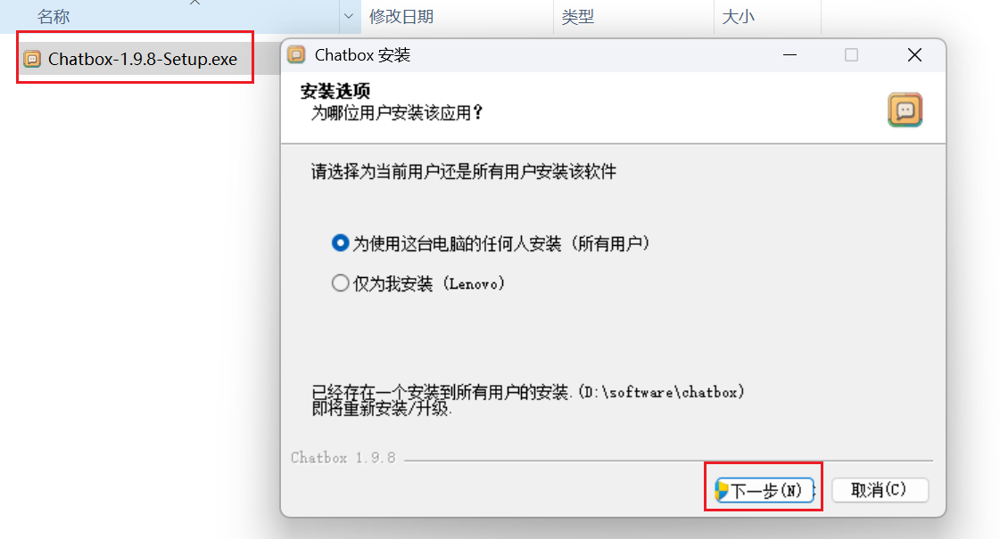 名称
修改日期
类型
大小
Chatbox-1.9.8-Setup.exe
Chatbox 安装
安装选项
为哪位用户安装该应用？
请选择为当前用户还是所有用户安装该软件
为使用这台电脑的任何人安装（所有用户）
仅为我安装（Lenovo）
已经存在一个安装到所有用户的安装. (D:\software\chatbox)
即将重新安装/升级.
Chatbox 1.9.8
下一步(N)
取消(C)